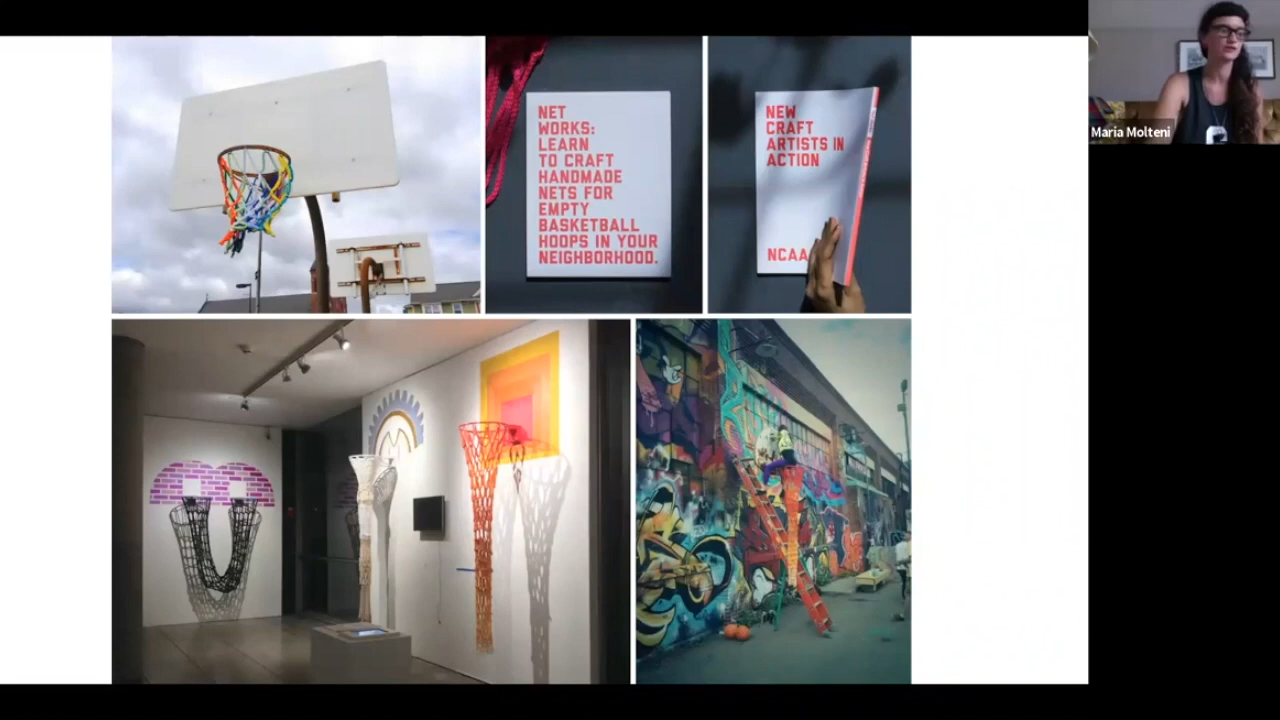 NET
WORKS:
LEARN
TO CRAFT
HANDMADE
NETS FOR
EMPTY
BASKETBALL
HOOPS IN YOUR
NEIGHBORHOOD.
NEW
CRAFT
ARTISTS IN
ACTION
NCAA
Maria Molteni